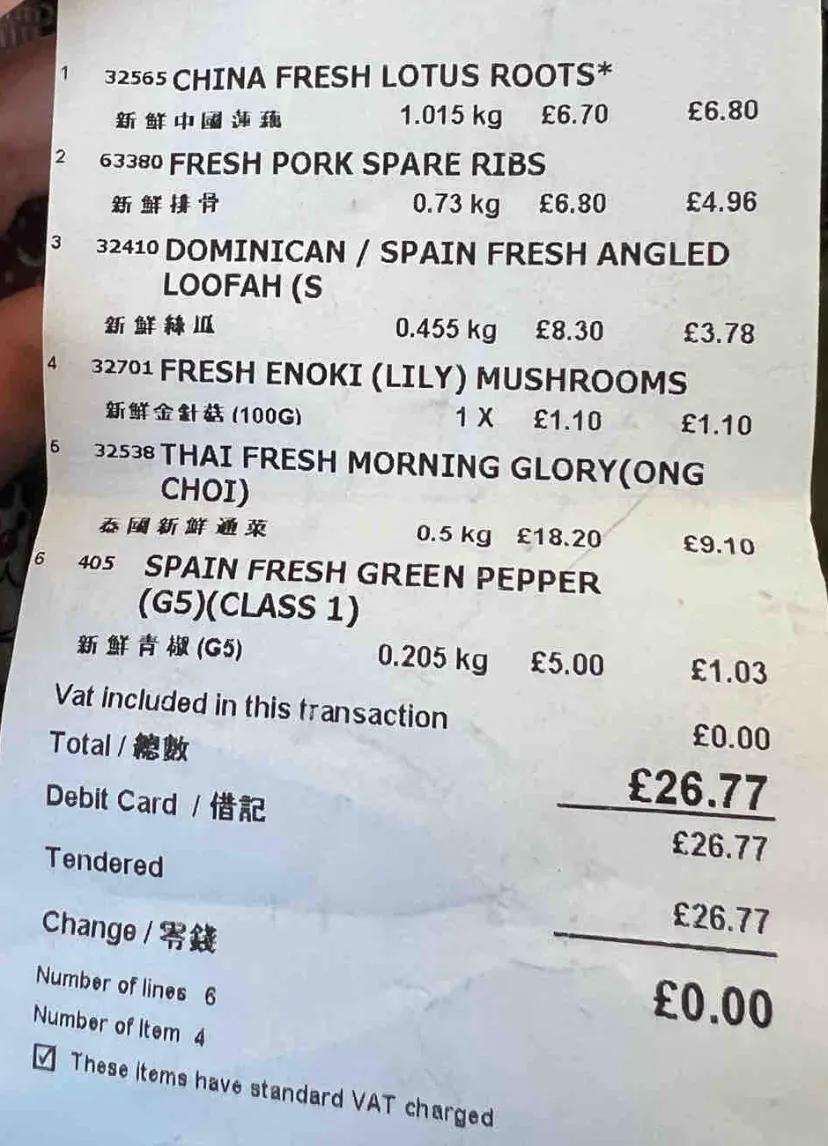 1 32565 CHINA FRESH LOTUS ROOTS*
新鮮中國蓮藕 1.015 kg £6.70 £6.80
2 63380 FRESH PORK SPARE RIBS
新鮮排骨 0.73 kg £6.80 £4.96
3 32410 DOMINICAN / SPAIN FRESH ANGLED
LOOFAH (S
新鮮絲瓜 0.455 kg £8.30 £3.78
4 32701 FRESH ENOKI (LILY) MUSHROOMS
新鮮金針菇 (100G) 1 X £1.10 £1.10
5 32538 THAI FRESH MORNING GLORY(ONG
CHOI)
泰國新鮮通菜 0.5 kg £18.20 £9.10
6 405 SPAIN FRESH GREEN PEPPER
(G5)(CLASS 1)
新鮮青椒 (G5) 0.205 kg £5.00 £1.03
Vat included in this transaction £0.00
Total / 總數 £26.77
Debit Card / 借記 £26.77
Tendered £26.77
Change / 零錢 £0.00
Number of lines 6
Number of Item 4
☑ These items have standard VAT charged